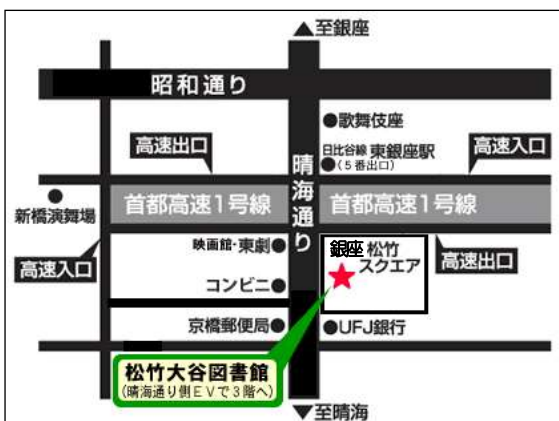 ▲至銀座
昭和通り
●歌舞伎座
高速出口
日比谷線 東銀座駅
●(5番出口)
高速入口
晴海通り
首都高速1号線
首都高速1号線
●
新橋演舞場
高速入口
映画館・東劇●
コンビニ●
京橋郵便局●
銀座 松竹
スクエア
★
高速出口
●UFJ銀行
松竹大谷図書館
(晴海通り側EVで3階へ)
▼至晴海